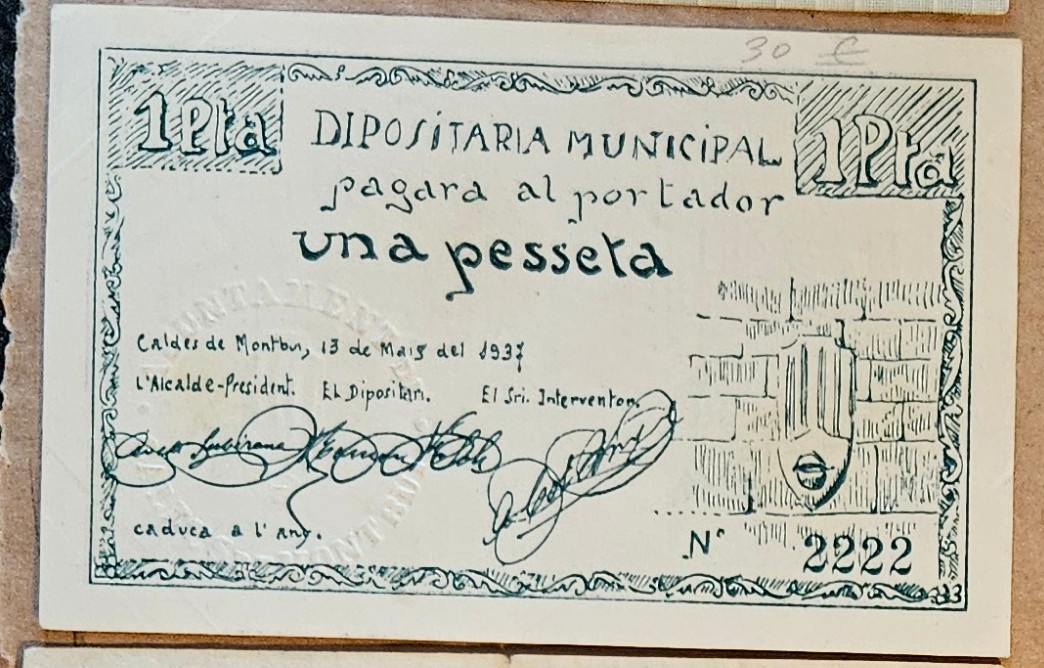 30 €
1 Pta
DIPOSITARIA MUNICIPAL
1 Pta
pagara al portador
una pesseta
AJUNTAMENT
Caldes de Montbui, 13 de Maig del 1937
L'Alcalde-President. EL Dipositari. El Sri. Interventor.
caduca a l'any.
Nº 2222